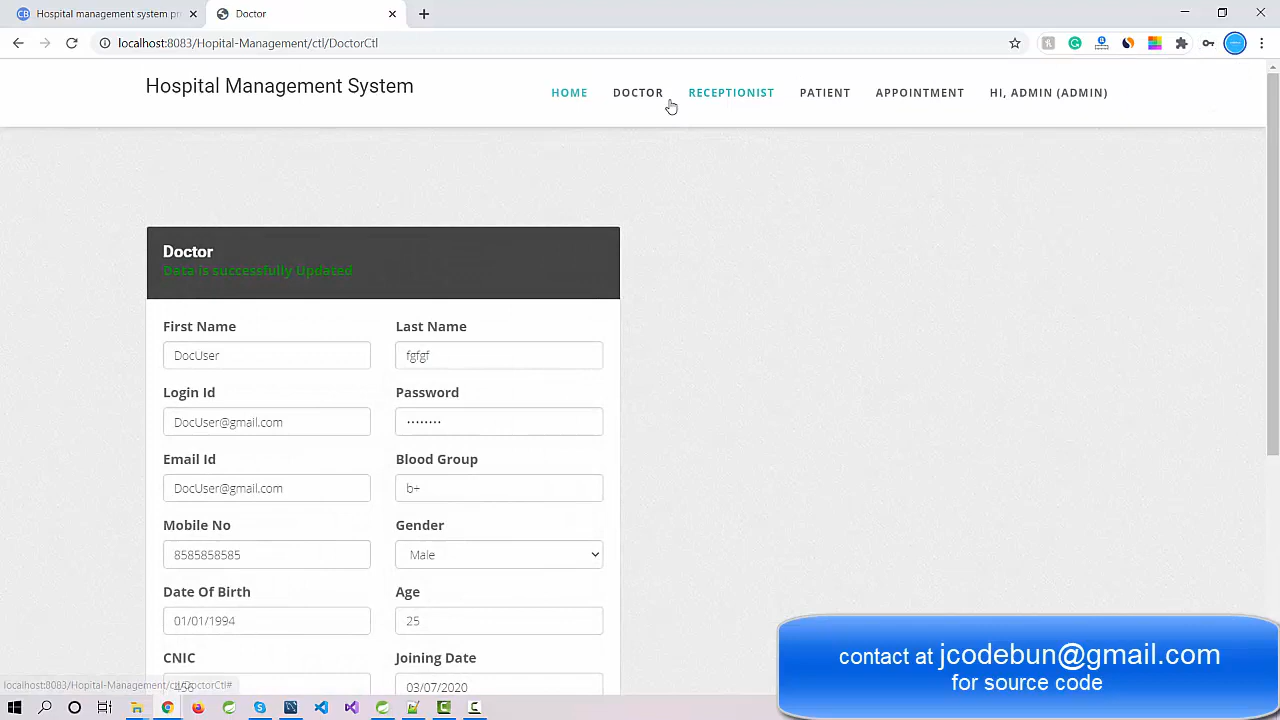 Hospital management system pr
Doctor
localhost:8083/Hopital-Management/ctl/DoctorCtl
Hospital Management System
HOME DOCTOR RECEPTIONIST PATIENT APPOINTMENT HI, ADMIN (ADMIN)
Doctor
Data is successfully Updated
First Name Last Name
DocUser fgfgf
Login Id Password
DocUser@gmail.com ••••••••
Email Id Blood Group
DocUser@gmail.com b+
Mobile No Gender
8585858585 Male
Date Of Birth Age
01/01/1994 25
CNIC Joining Date
03/07/2020
localhost:8083/Hopital-Management/ctl/DoctorCtl#
contact at jcodebun@gmail.com
for source code